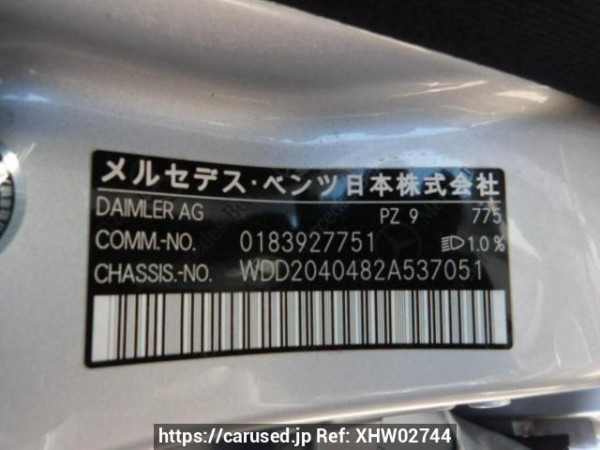 メルセデス・ベンツ日本株式会社
DAIMLER AG PZ 9 775
COMM.-NO. 0183927751 1.0%
CHASSIS.-NO. WDD2040482A537051
https://carused.jp Ref: XHW02744